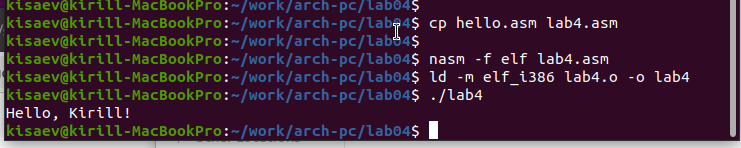 kisaev@kirill-MacBookPro:~/work/arch-pc/lab04$
kisaev@kirill-MacBookPro:~/work/arch-pc/lab04$ cp hello.asm lab4.asm
kisaev@kirill-MacBookPro:~/work/arch-pc/lab04$
kisaev@kirill-MacBookPro:~/work/arch-pc/lab04$ nasm -f elf lab4.asm
kisaev@kirill-MacBookPro:~/work/arch-pc/lab04$ ld -m elf_i386 lab4.o -o lab4
kisaev@kirill-MacBookPro:~/work/arch-pc/lab04$ ./lab4
Hello, Kirill!
kisaev@kirill-MacBookPro:~/work/arch-pc/lab04$